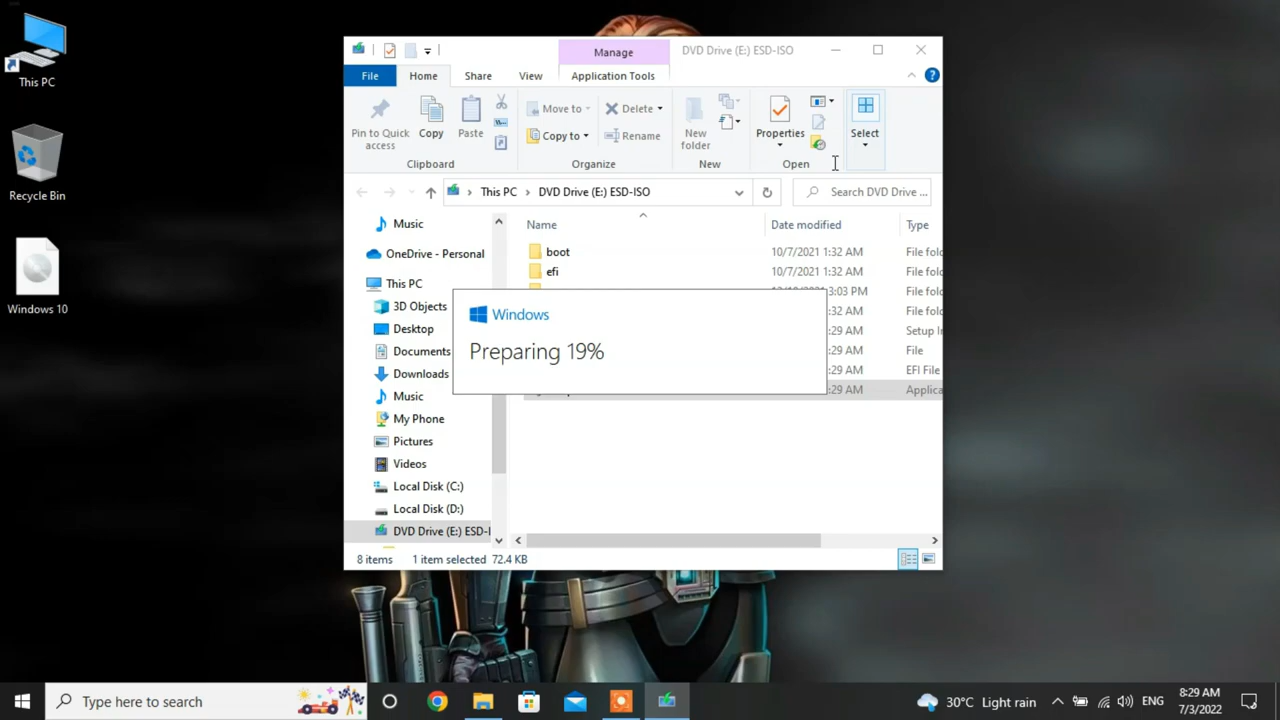 This PC
Recycle Bin
Windows 10
Manage
DVD Drive (E:) ESD-ISO
File
Home
Share
View
Application Tools
Pin to Quick access
Copy
Paste
Move to
Copy to
Delete
Rename
New folder
Properties
Select
Clipboard
Organize
New
Open
This PC
DVD Drive (E:) ESD-ISO
Search DVD Drive ...
Music
OneDrive - Personal
This PC
3D Objects
Desktop
Documents
Downloads
Music
My Phone
Pictures
Videos
Local Disk (C:)
Local Disk (D:)
DVD Drive (E:) ESD-I
Name Date modified Type
boot 10/7/2021 1:32 AM File fold
efi 10/7/2021 1:32 AM File fold
3:03 PM File fold
:32 AM File fold
:29 AM Setup In
:29 AM File
:29 AM EFI File
:29 AM Applica
Windows
Preparing 19%
8 items 1 item selected 72.4 KB
Type here to search
30°C Light rain
ENG
8:29 AM
7/3/2022